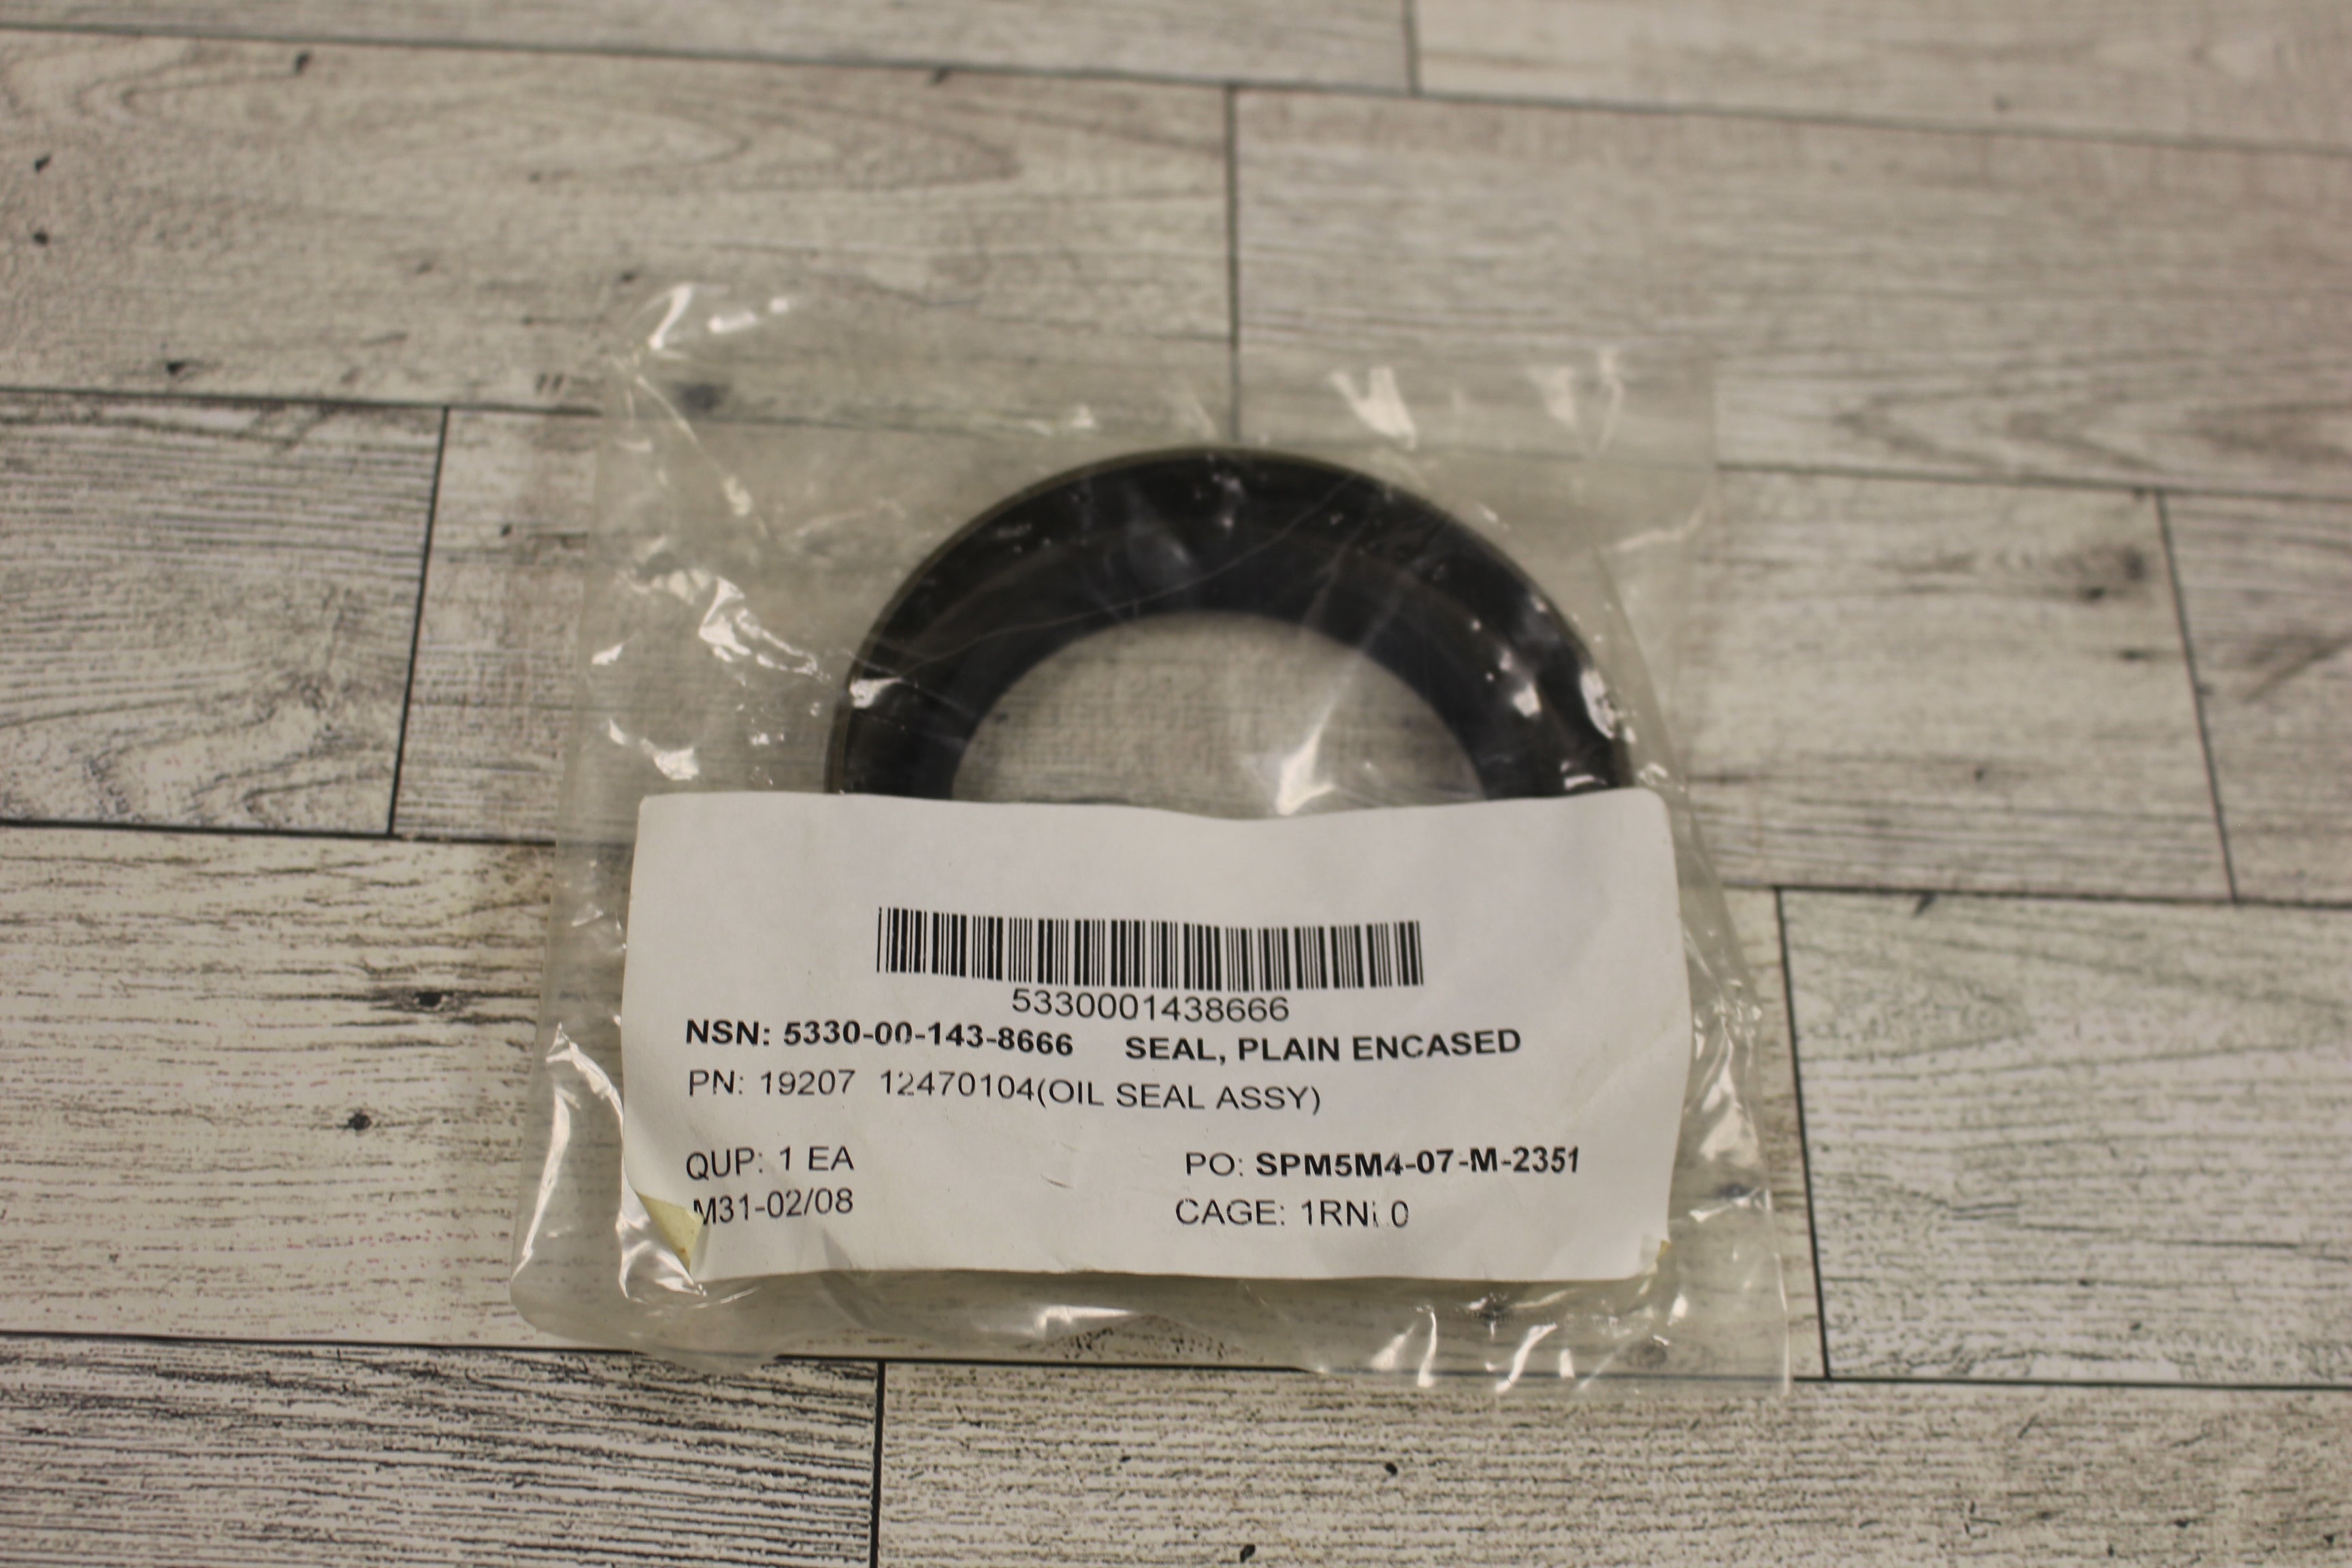 5330001438666
NSN: 5330-00-143-8666 SEAL, PLAIN ENCASED
PN: 19207 12470104(OIL SEAL ASSY)
QUP: 1 EA PO: SPM5M4-07-M-2351
M31-02/08 CAGE: